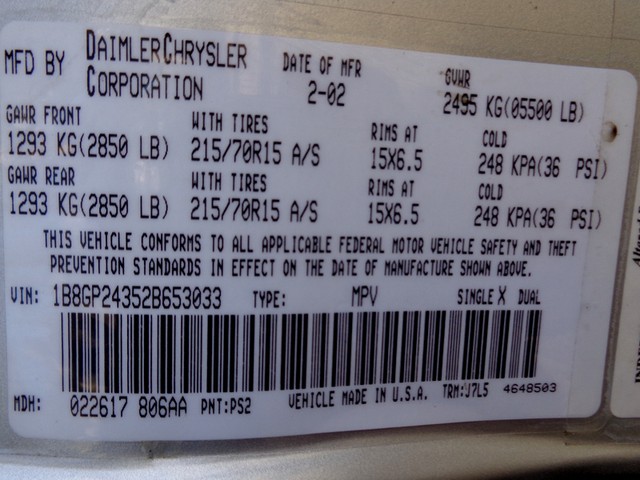 MFD BY DAIMLERCHRYSLER CORPORATION
DATE OF MFR 2-02
GVWR 2495 KG(05500 LB)
GAWR FRONT WITH TIRES RIMS AT COLD
1293 KG(2850 LB) 215/70R15 A/S 15X6.5 248 KPA(36 PSI)
GAWR REAR WITH TIRES RIMS AT COLD
1293 KG(2850 LB) 215/70R15 A/S 15X6.5 248 KPA(36 PSI)
THIS VEHICLE CONFORMS TO ALL APPLICABLE FEDERAL MOTOR VEHICLE SAFETY AND THEFT
PREVENTION STANDARDS IN EFFECT ON THE DATE OF MANUFACTURE SHOWN ABOVE.
VIN: 1B8GP24352B653033 TYPE: MPV SINGLE X DUAL
MDH: 022617 806AA PNT:PS2 VEHICLE MADE IN U.S.A. TRM:J7L5 4648503